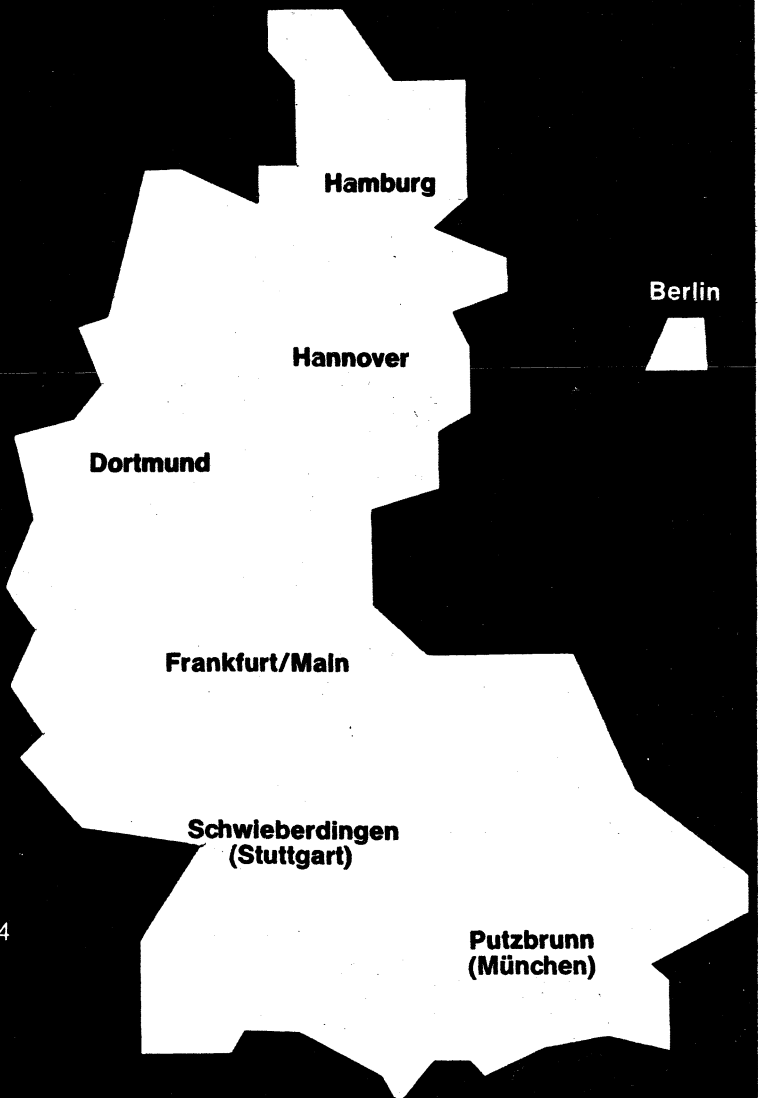 Hamburg
Berlin
Hannover
Dortmund
Frankfurt/Main
Schwieberdingen
(Stuttgart)
4
Putzbrunn
(München)